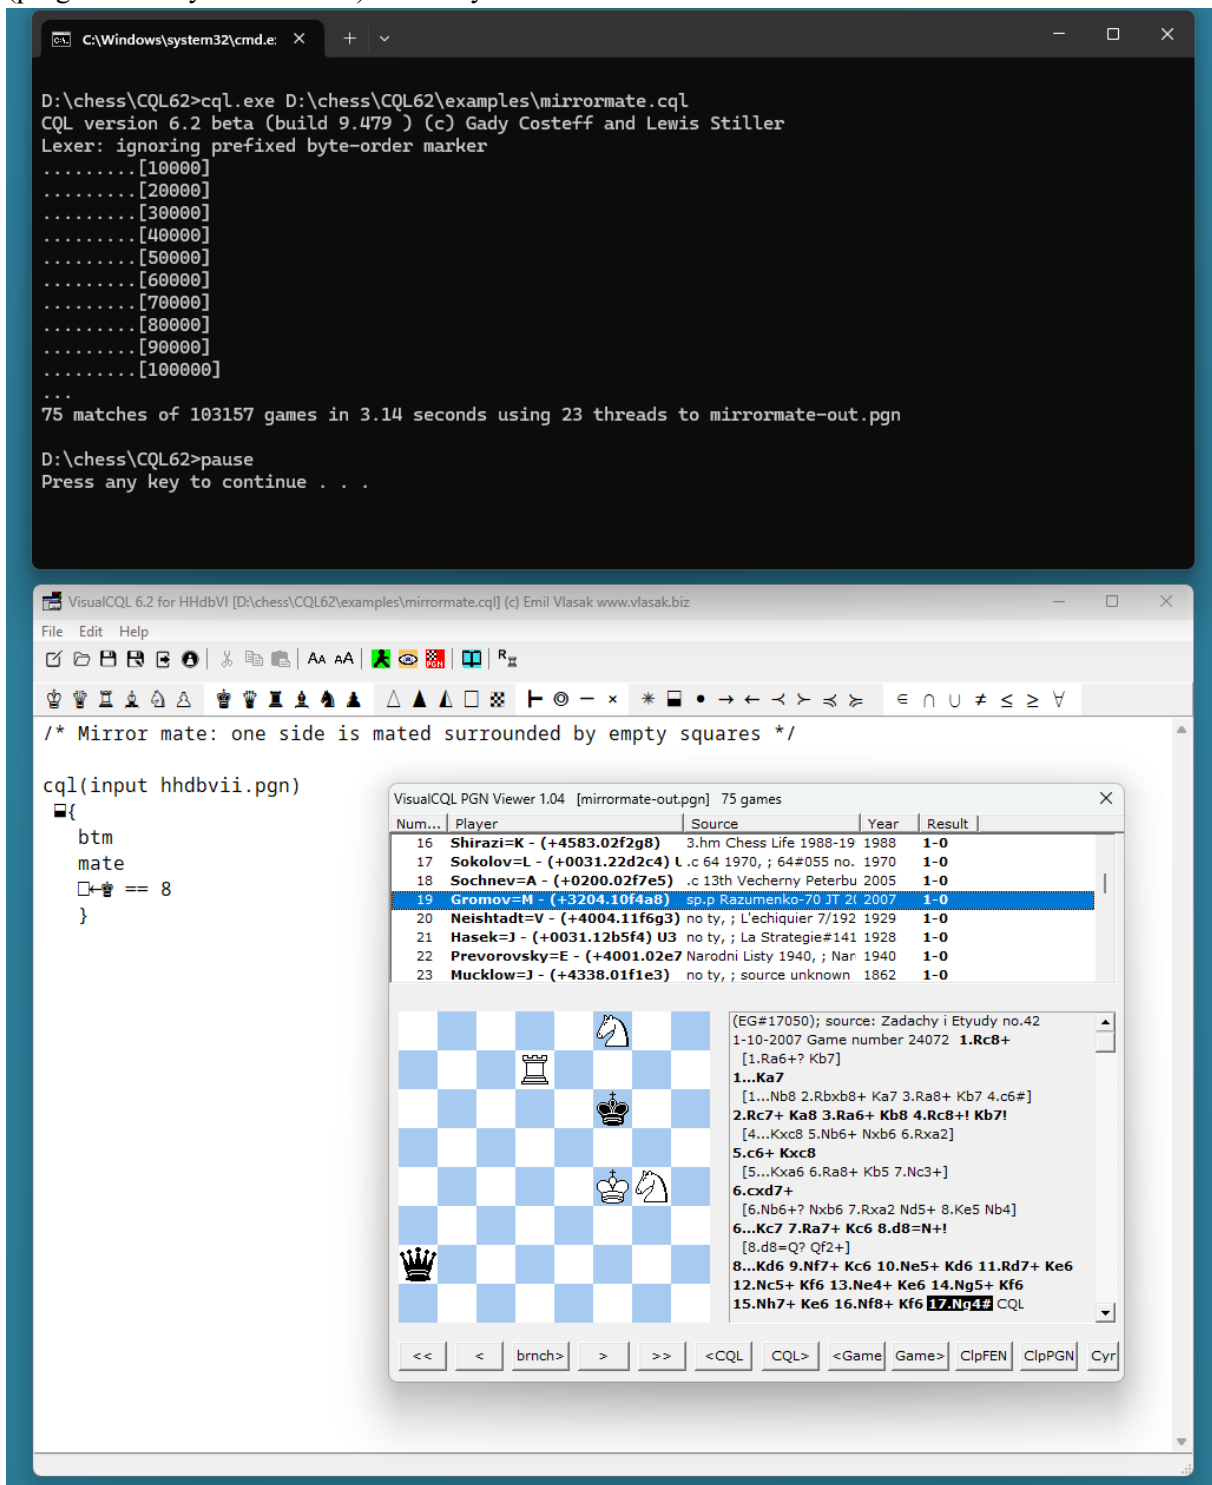 C:\Windows\system32\cmd.e:
D:\chess\CQL62>cql.exe D:\chess\CQL62\examples\mirrormate.cql
CQL version 6.2 beta (build 9.479 ) (c) Gady Costeff and Lewis Stiller
Lexer: ignoring prefixed byte-order marker
.........[10000]
.........[20000]
.........[30000]
.........[40000]
.........[50000]
.........[60000]
.........[70000]
.........[80000]
.........[90000]
.........[100000]
...
75 matches of 103157 games in 3.14 seconds using 23 threads to mirrormate-out.pgn
D:\chess\CQL62>pause
Press any key to continue . . .
VisualCQL 6.2 for HHdbVI [D:\chess\CQL62\examples\mirrormate.cql] (c) Emil Vlasak www.vlasak.biz
File Edit Help
AA AA PGN R♖
♔ ♕ ♖ ♗ ♘ ♙ ♚ ♛ ♜ ♝ ♞ ♟ △ ▲ ◭ □ ▩ ⊢ ◎ ― × ✳ ⬓ ● → ← ≺ ≻ ≼ ≽ ∊ ∩ ∪ ≠ ≤ ≥ ∀
/* Mirror mate: one side is mated surrounded by empty squares */
cql(input hhdbvii.pgn)
⬓{
btm
mate
□←♚ == 8
}
VisualCQL PGN Viewer 1.04 [mirrormate-out.pgn] 75 games
Num... Player Source Year Result
16 Shirazi=K - (+4583.02f2g8) 3.hm Chess Life 1988-19 1988 1-0
17 Sokolov=L - (+0031.22d2c4) U .c 64 1970, ; 64#055 no. 1970 1-0
18 Sochnev=A - (+0200.02f7e5) .c 13th Vecherny Peterbu 2005 1-0
19 Gromov=M - (+3204.10f4a8) sp.p Razumenko-70 JT 20 2007 1-0
20 Neishtadt=V - (+4004.11f6g3) no ty, ; L'echiquier 7/192 1929 1-0
21 Hasek=J - (+0031.12b5f4) U3 no ty, ; La Strategie#141 1928 1-0
22 Prevorovsky=E - (+4001.02e7 Narodni Listy 1940, ; Nar 1940 1-0
23 Mucklow=J - (+4338.01f1e3) no ty, ; source unknown 1862 1-0
(EG#17050); source: Zadachy i Etyudy no.42
1-10-2007 Game number 24072 1.Rc8+
[1.Ra6+? Kb7]
1...Ka7
[1...Nb8 2.Rbxb8+ Ka7 3.Ra8+ Kb7 4.c6#]
2.Rc7+ Ka8 3.Ra6+ Kb8 4.Rc8+! Kb7!
[4...Kxc8 5.Nb6+ Nxb6 6.Rxa2]
5.c6+ Kxc8
[5...Kxa6 6.Ra8+ Kb5 7.Nc3+]
6.cxd7+
[6.Nb6+? Nxb6 7.Rxa2 Nd5+ 8.Ke5 Nb4]
6...Kc7 7.Ra7+ Kc6 8.d8=N+!
[8.d8=Q? Qf2+]
8...Kd6 9.Nf7+ Kc6 10.Ne5+ Kd6 11.Rd7+ Ke6
12.Nc5+ Kf6 13.Ne4+ Ke6 14.Ng5+ Kf6
15.Nh7+ Ke6 16.Nf8+ Kf6 17.Ng4# CQL
<< < brnch> > >> <CQL CQL> <Game Game> ClpFEN ClpPGN Cyr